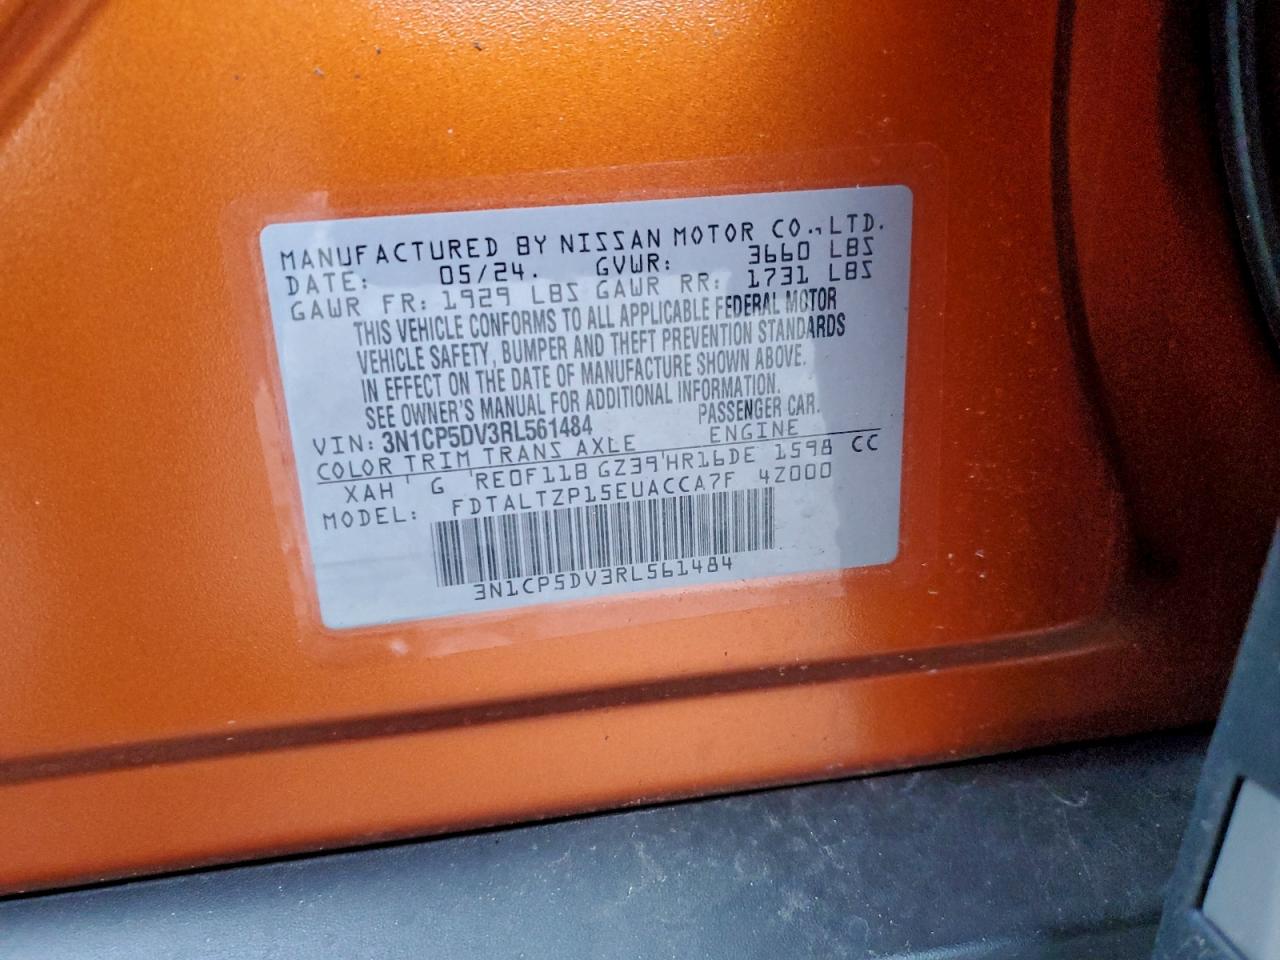 MANUFACTURED BY NISSAN MOTOR CO.,LTD.
DATE: 05/24. GVWR: 3660 LBS
GAWR FR: 1929 LBS GAWR RR: 1731 LBS
THIS VEHICLE CONFORMS TO ALL APPLICABLE FEDERAL MOTOR
VEHICLE SAFETY, BUMPER AND THEFT PREVENTION STANDARDS
IN EFFECT ON THE DATE OF MANUFACTURE SHOWN ABOVE.
SEE OWNER'S MANUAL FOR ADDITIONAL INFORMATION.
VIN: 3N1CP5DV3RL561484 PASSENGER CAR.
COLOR TRIM TRANS AXLE ENGINE
XAH G RE0F11B GZ39 HR16DE 1598 CC
MODEL: FDTALTZP15EUACCA7F 4Z000
3N1CP5DV3RL561484